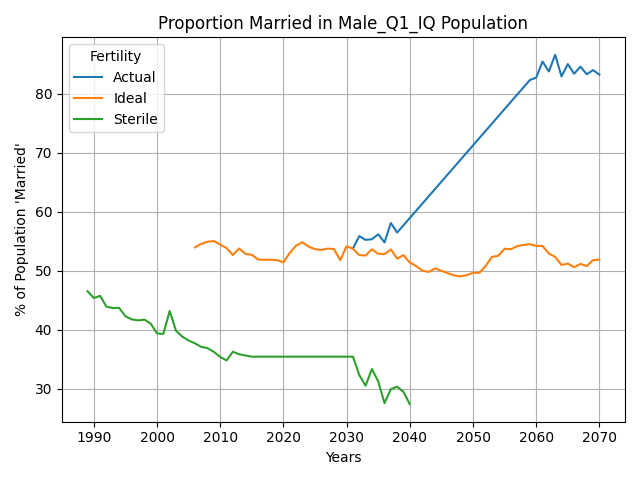 Proportion Married in Male_Q1_IQ Population
% of Population 'Married'
Fertility
Actual
Ideal
Sterile
80
70
60
50
40
30
1990 2000 2010 2020 2030 2040 2050 2060 2070
Years